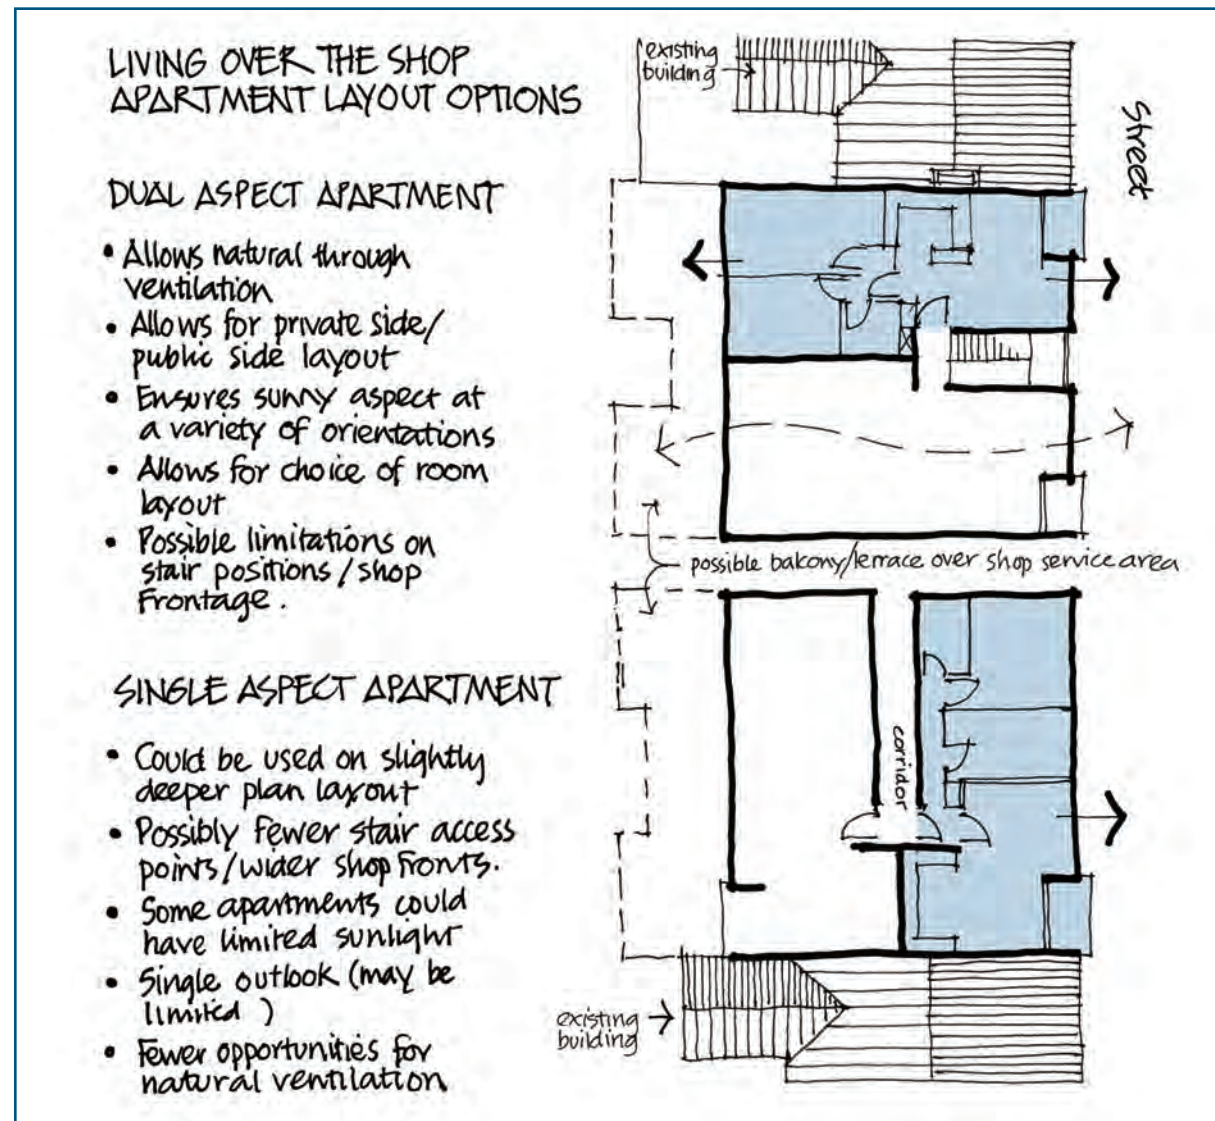 LIVING OVER THE SHOP
APARTMENT LAYOUT OPTIONS
DUAL ASPECT APARTMENT
• Allows natural through
ventilation
• Allows for private side/
public side layout
• Ensures sunny aspect at
a variety of orientations
• Allows for choice of room
layout
• Possible limitations on
stair positions/shop
frontage.
SINGLE ASPECT APARTMENT
• Could be used on slightly
deeper plan layout
• Possibly fewer stair access
points/wider shop fronts.
• Some apartments could
have limited sunlight
• Single outlook (may be
limited)
• Fewer opportunities for
natural ventilation
existing
building
Street
possible balcony/terrace over shop service area
corridor
existing
building